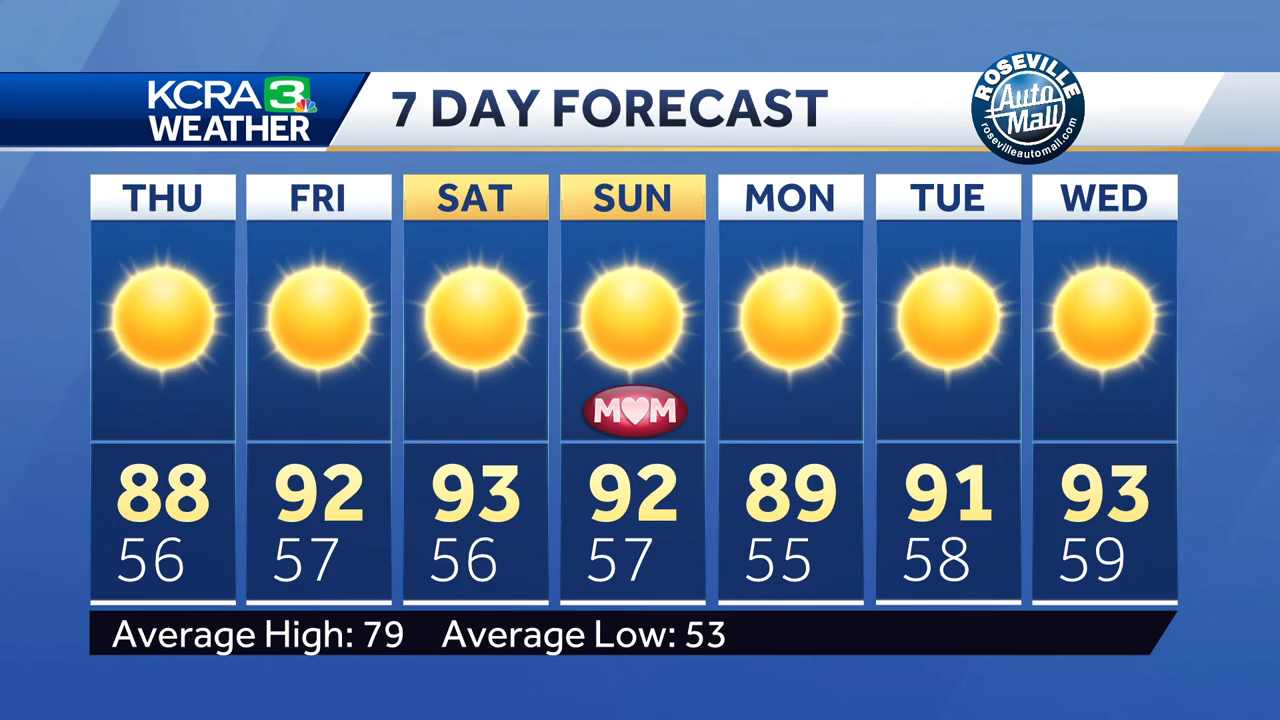 KCRA 3
WEATHER
7 DAY FORECAST
ROSEVILLE
Auto
Mall
rosevilleautomall.com
THU FRI SAT SUN MON TUE WED
M M
88 92 93 92 89 91 93
56 57 56 57 55 58 59
Average High: 79 Average Low: 53